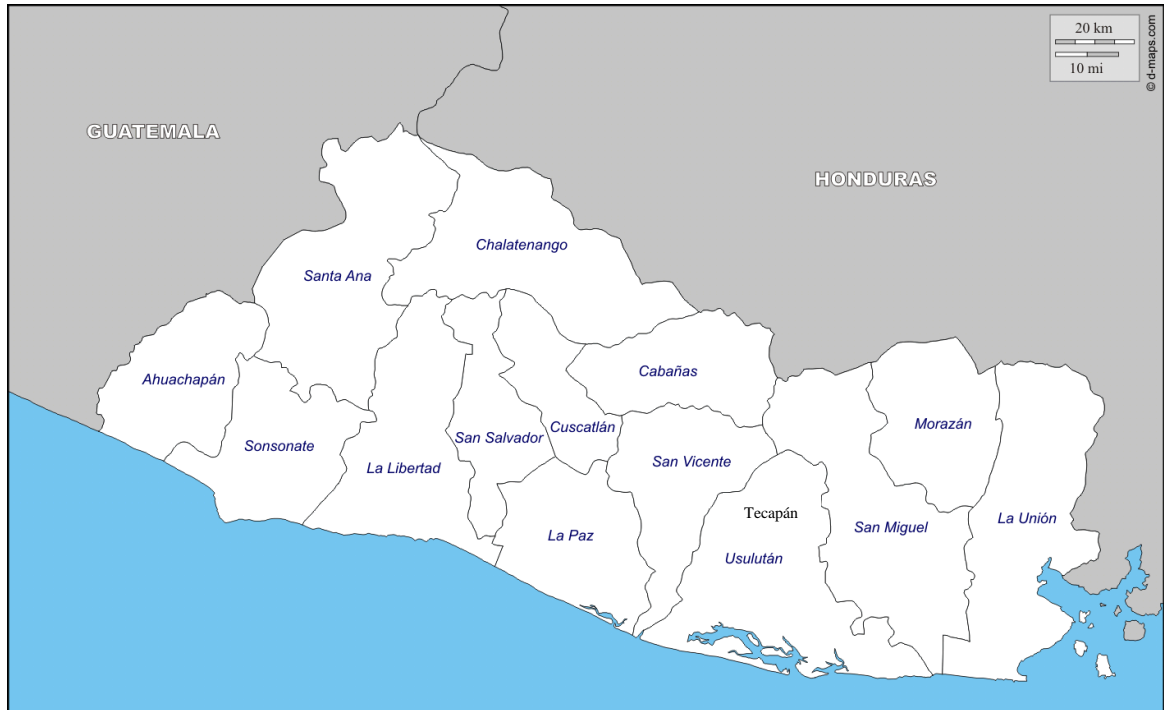 20 km
10 mi
© d-maps.com
GUATEMALA
HONDURAS
Chalatenango
Santa Ana
Cabañas
Ahuachapán
Morazán
Cuscatlán
San Salvador
Sonsonate
San Vicente
La Libertad
Tecapán
La Unión
San Miguel
La Paz
Usulután